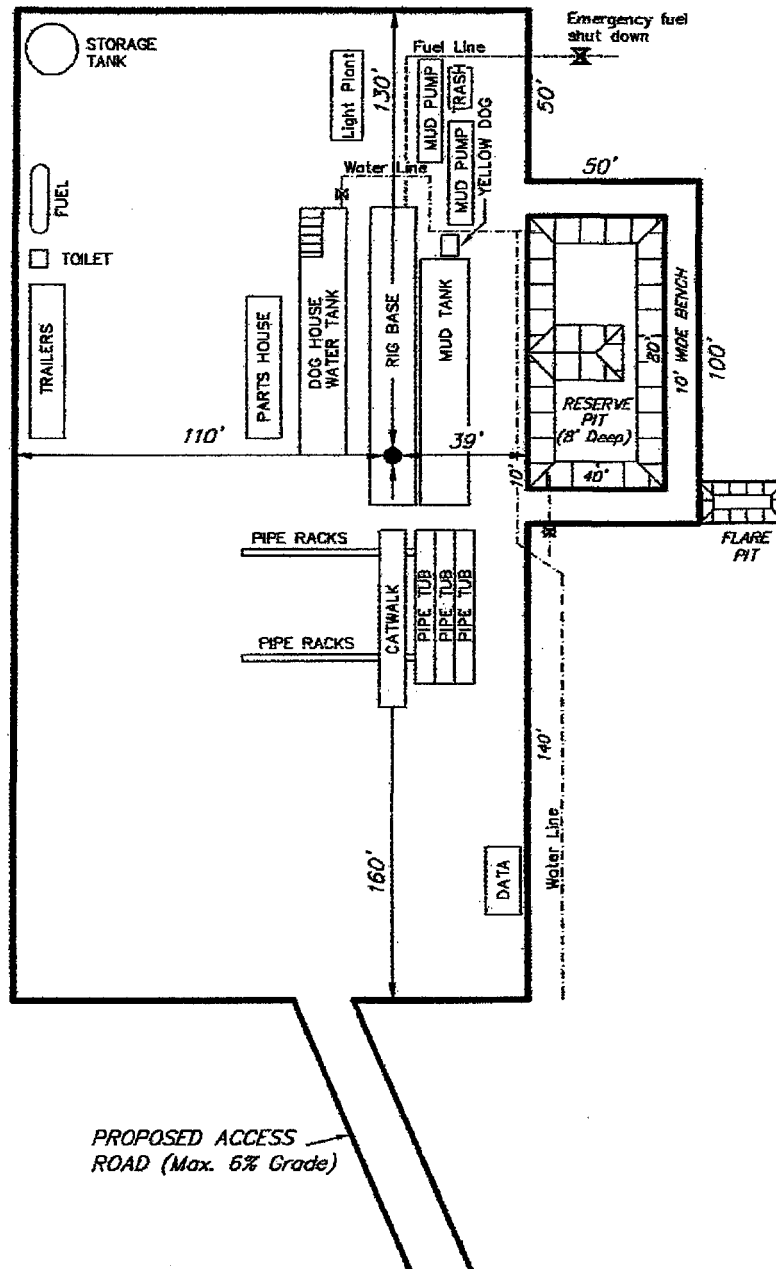 STORAGE
TANK
Emergency fuel
shut down
Fuel Line
130'
Light Plant
MUD PUMP
TRASH
MUD PUMP
YELLOW DOG
50'
50'
Water Line
FUEL
TOILET
TRAILERS
PARTS HOUSE
DOG HOUSE
WATER TANK
RIG BASE
MUD TANK
80'
10' WIDE BENCH
100'
RESERVE
PIT
(8' Deep)
110'
39'
10'
40'
FLARE
PIT
PIPE RACKS
CATWALK
PIPE TUB
PIPE TUB
PIPE TUB
PIPE RACKS
140'
Water Line
160'
DATA
PROPOSED ACCESS
ROAD (Max. 6% Grade)